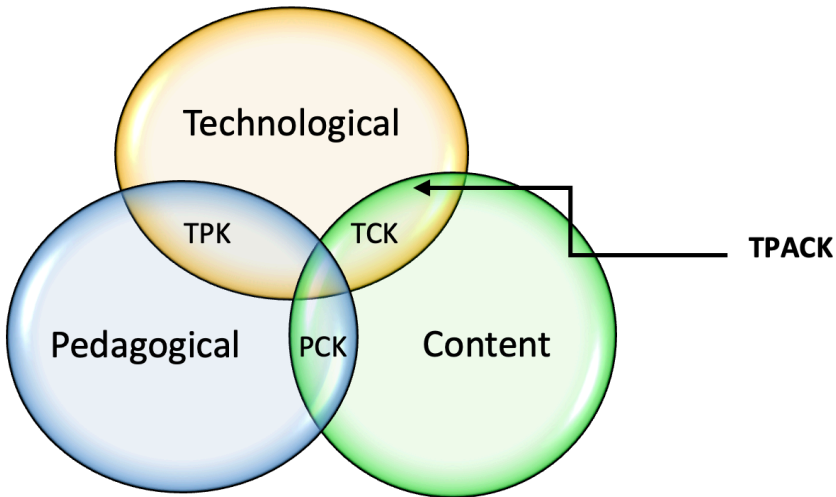 Technological
TPK
TCK
TPACK
Pedagogical
PCK
Content